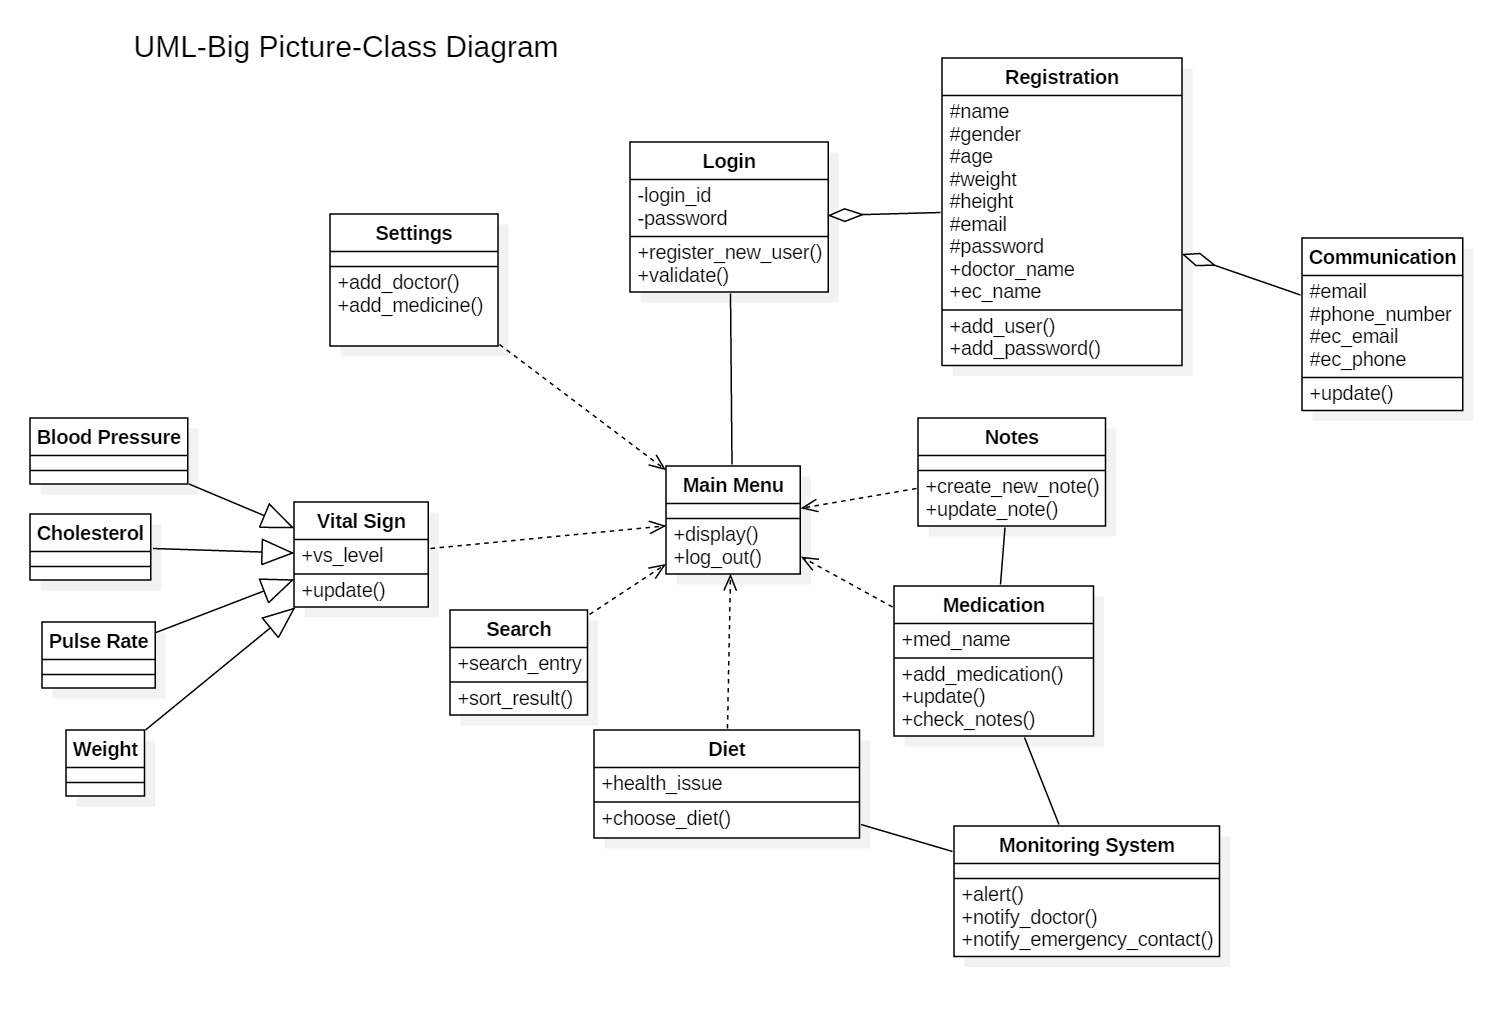 UML-Big Picture-Class Diagram
Registration
#name
#gender
#age
#weight
#height
#email
#password
+doctor_name
+ec_name
+add_user()
+add_password()
Login
-login_id
-password
+register_new_user()
+validate()
Settings
+add_doctor()
+add_medicine()
Communication
#email
#phone_number
#ec_email
#ec_phone
+update()
Blood Pressure
Cholesterol
Pulse Rate
Weight
Vital Sign
+vs_level
+update()
Main Menu
+display()
+log_out()
Notes
+create_new_note()
+update_note()
Search
+search_entry
+sort_result()
Medication
+med_name
+add_medication()
+update()
+check_notes()
Diet
+health_issue
+choose_diet()
Monitoring System
+alert()
+notify_doctor()
+notify_emergency_contact()